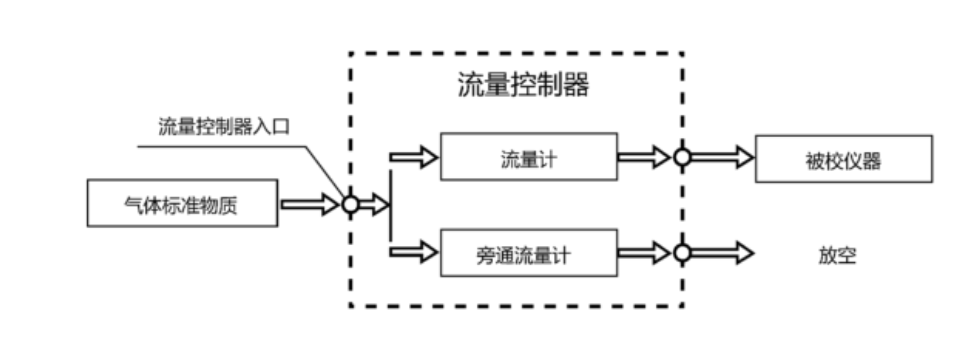 流量控制器
流量控制器入口
流量计
被校仪器
气体标准物质
旁通流量计
放空